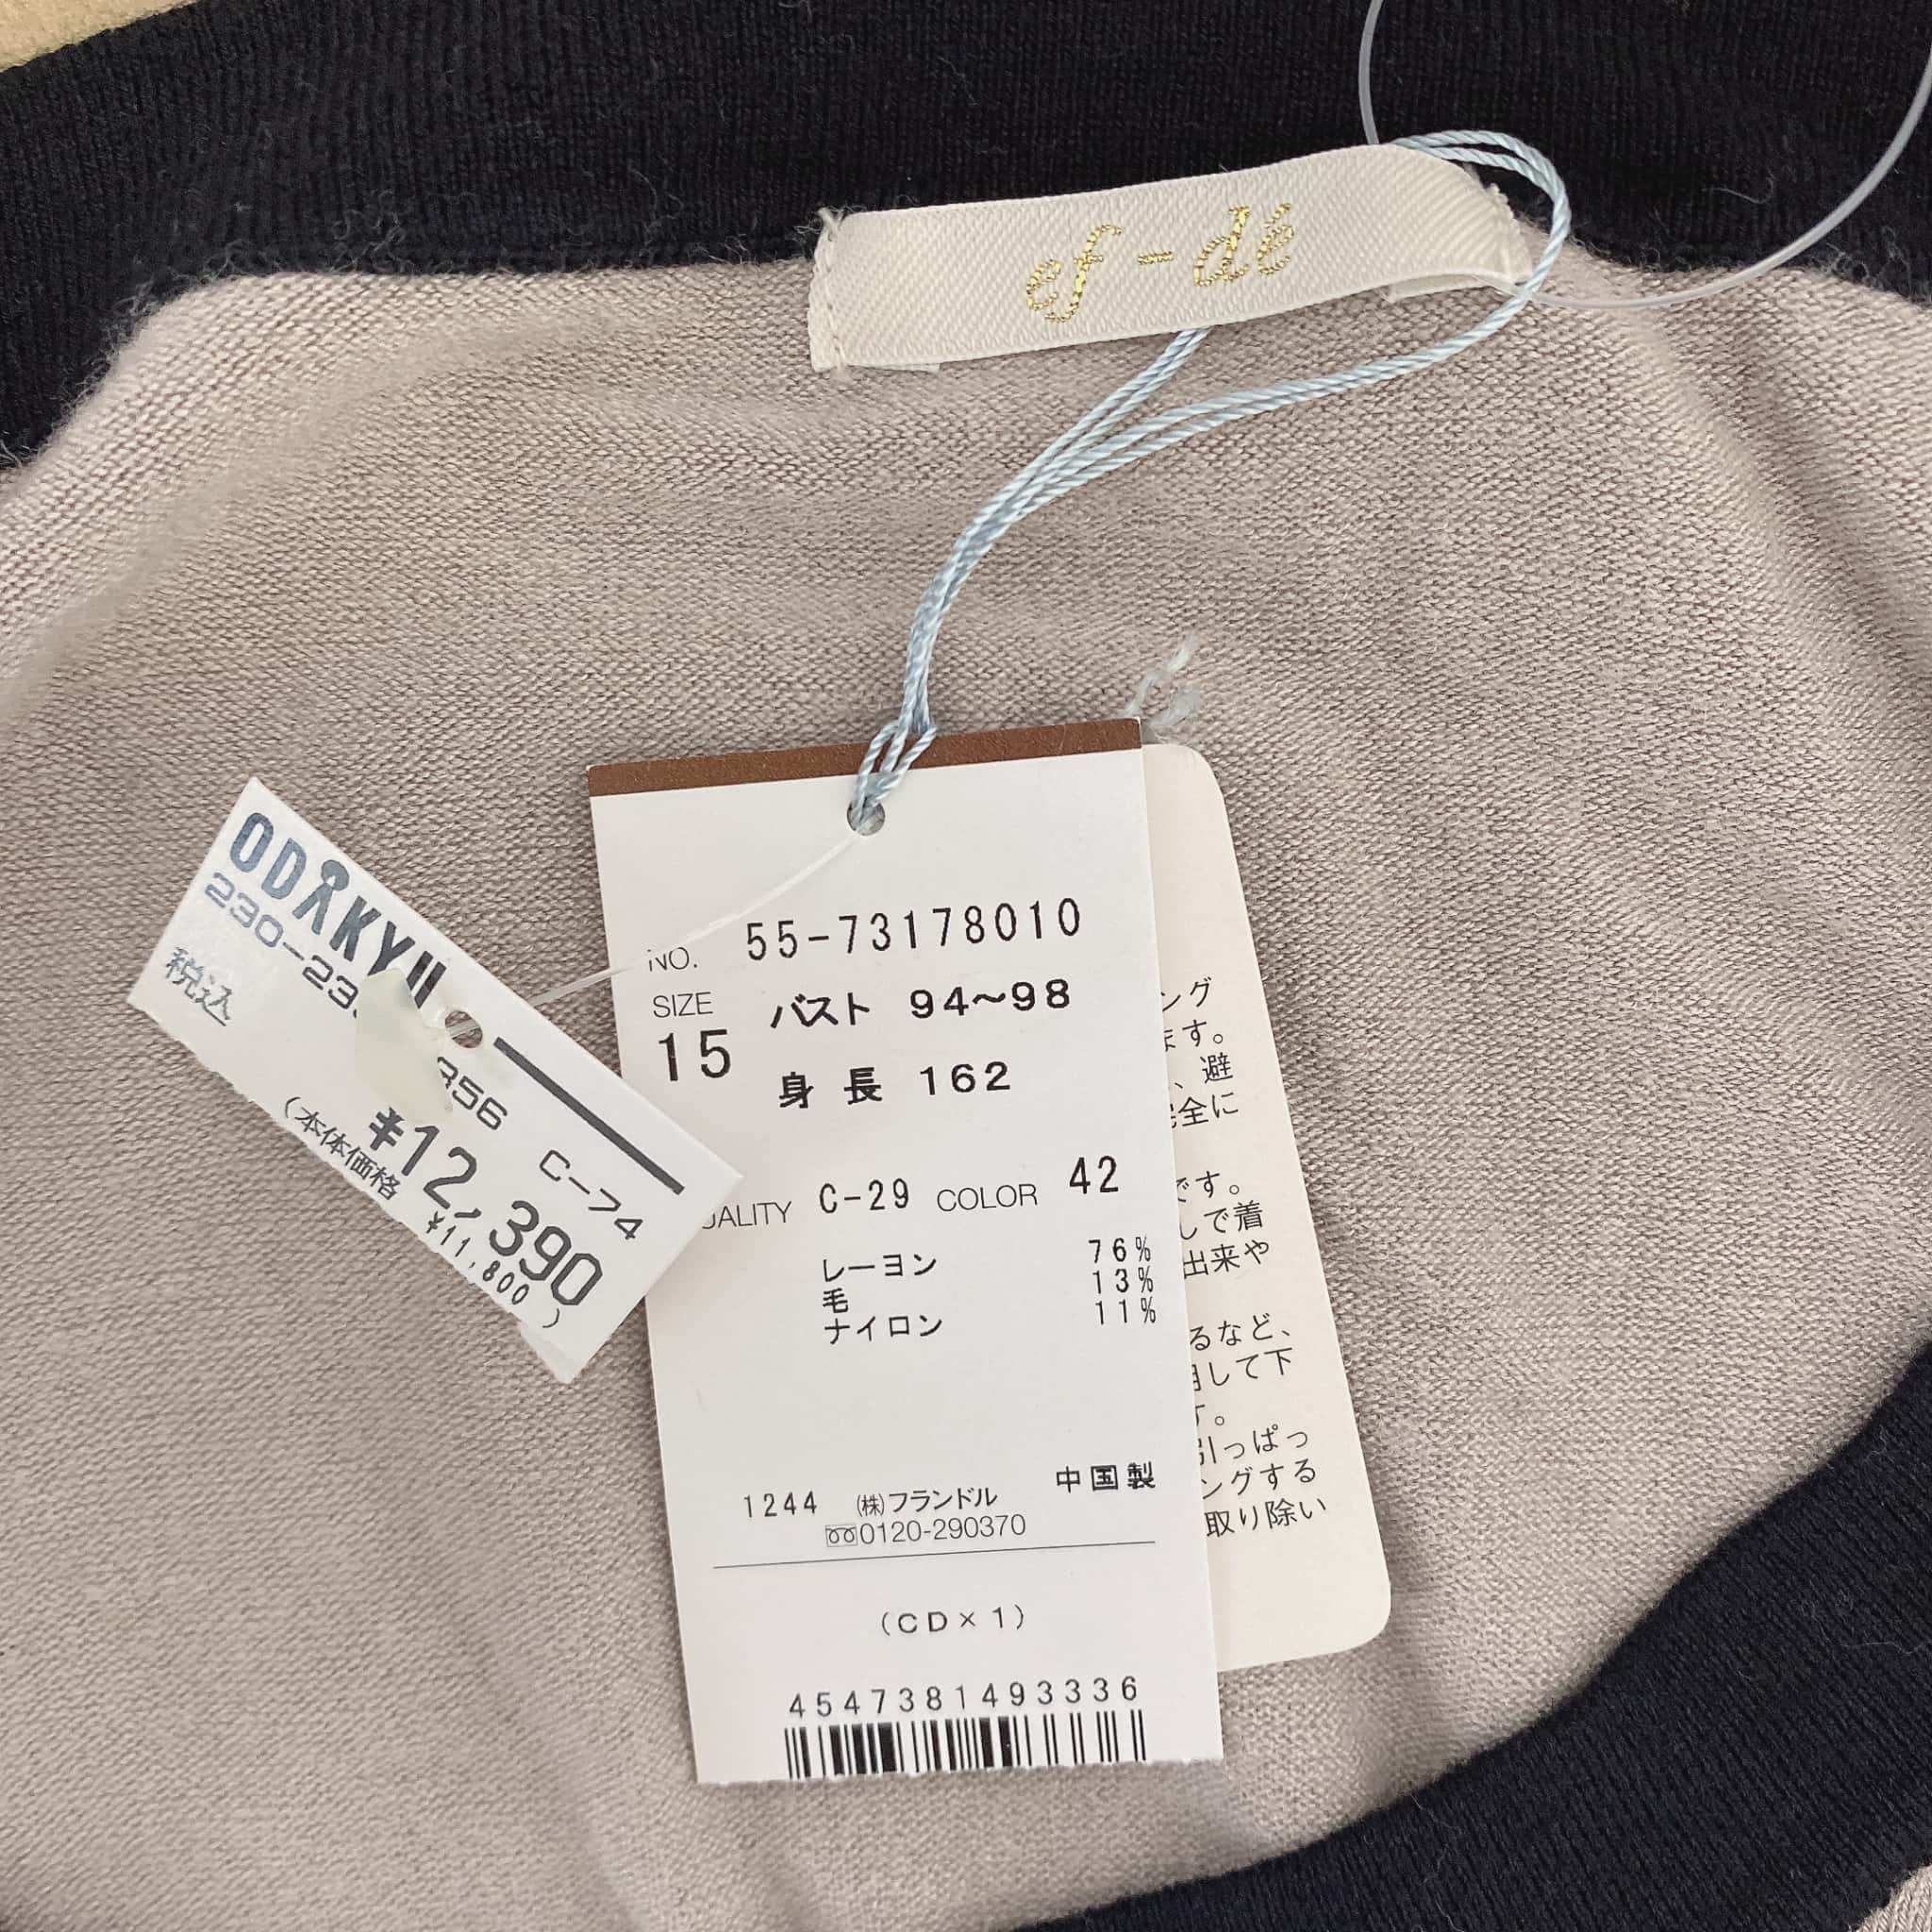 ef-dé
ODAKYU
230-23
356 C-74
税込
¥12,390
(本体価格
¥11,800)
NO. 55-73178010
SIZE
15
バスト 94~98
身長 162
UALITY C-29 COLOR 42
レーヨン 76%
毛 13%
ナイロン 11%
中国製
1244 (株)フランドル
0120-290370
(CD×1)
4547381493336
ング
ます。
、避
全に
です。
しで着
出来や
るなど、
して下
す。
引っぱっ
ングする
取り除い